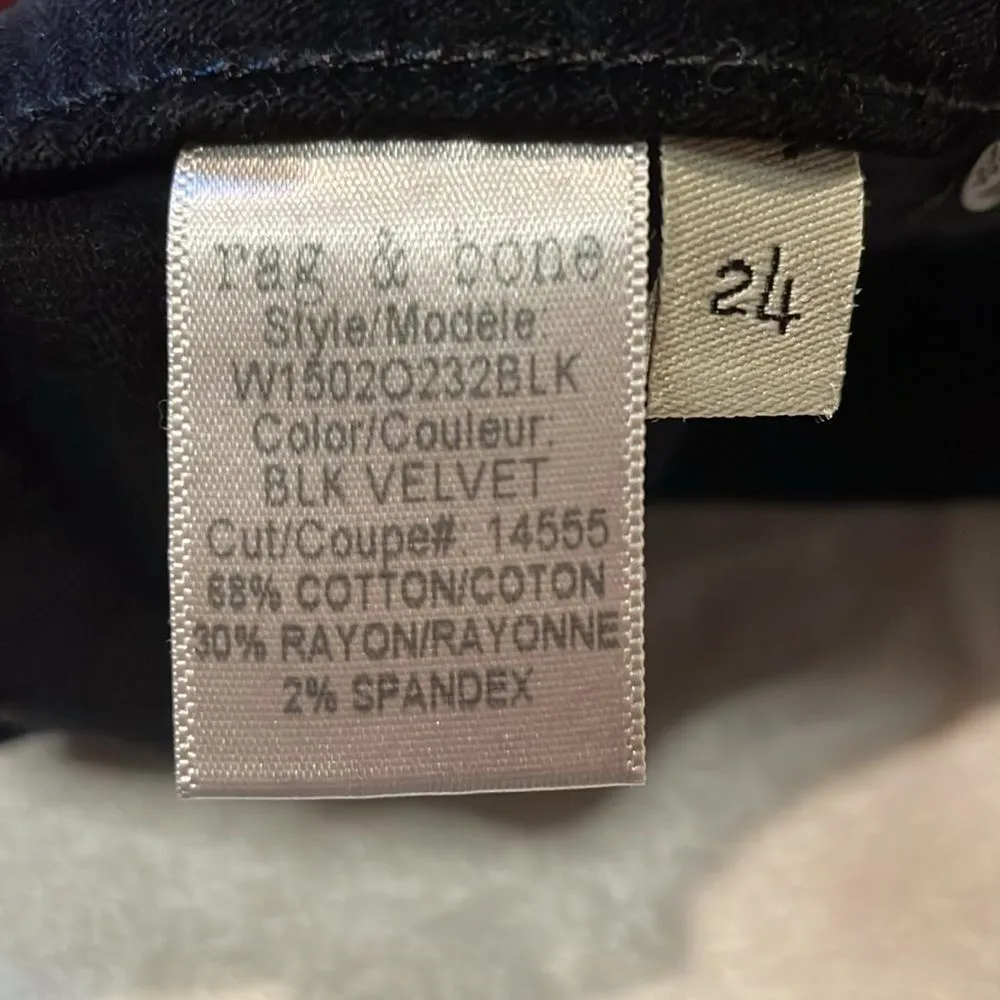 rag & bone
Style/Modele:
W1502O232BLK
Color/Couleur:
BLK VELVET
Cut/Coupe#: 14555
68% COTTON/COTON
30% RAYON/RAYONNE
2% SPANDEX
24